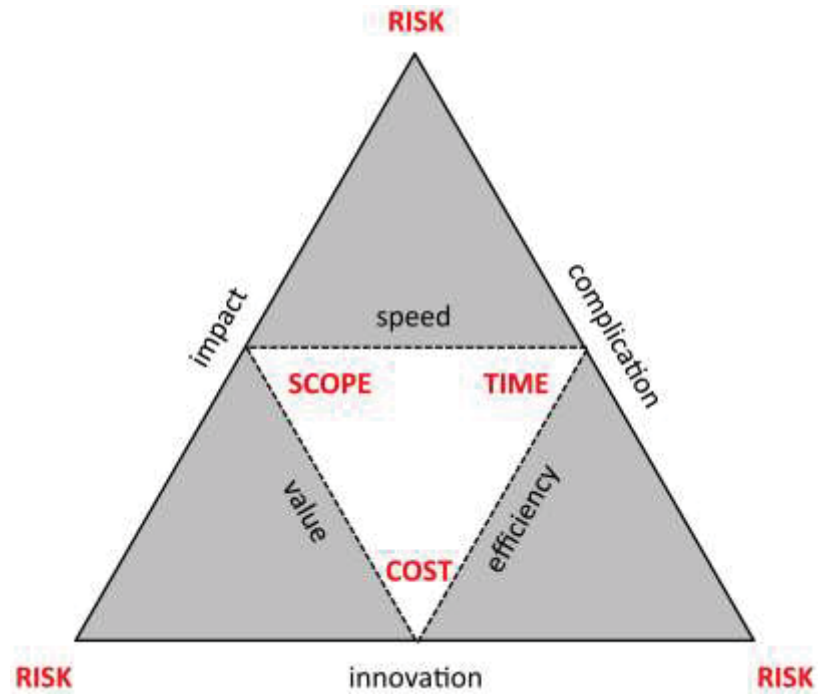 RISK
impact
complication
speed
SCOPE
TIME
value
efficiency
COST
RISK
innovation
RISK